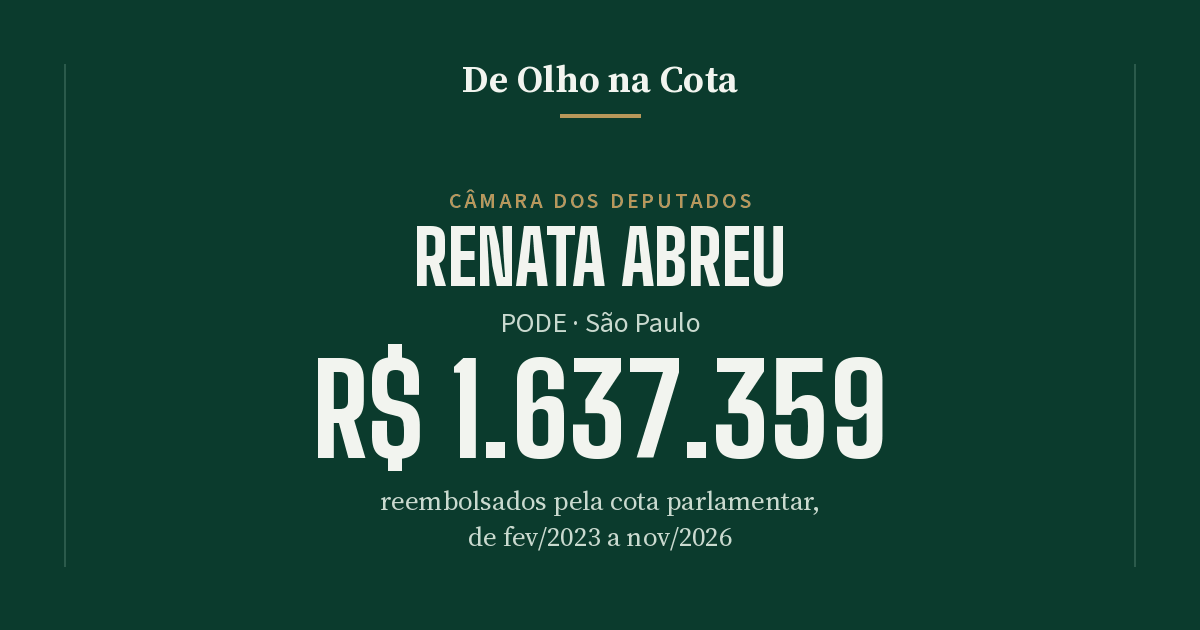 De Olho na Cota
CÂMARA DOS DEPUTADOS
RENATA ABREU
PODE · São Paulo
R$ 1.637.359
reembolsados pela cota parlamentar,
de fev/2023 a nov/2026